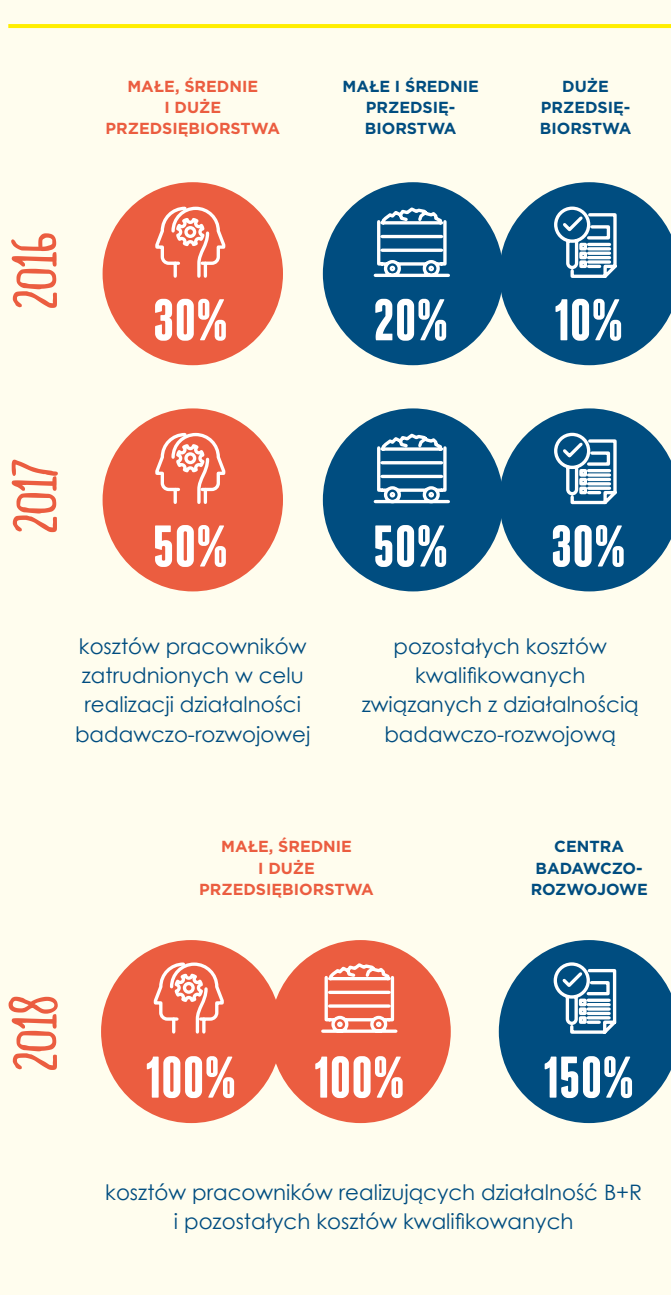 MAŁE, ŚREDNIE
I DUŻE
PRZEDSIĘBIORSTWA
MAŁE I ŚREDNIE
PRZEDSIĘ-
BIORSTWA
DUŻE
PRZEDSIĘ-
BIORSTWA
2016
30%
20%
10%
2017
50%
50%
30%
kosztów pracowników
zatrudnionych w celu
realizacji działalności
badawczo-rozwojowej
pozostałych kosztów
kwalifikowanych
związanych z działalnością
badawczo-rozwojową
MAŁE, ŚREDNIE
I DUŻE
PRZEDSIĘBIORSTWA
CENTRA
BADAWCZO-
ROZWOJOWE
2018
100%
100%
150%
kosztów pracowników realizujących działalność B+R
i pozostałych kosztów kwalifikowanych